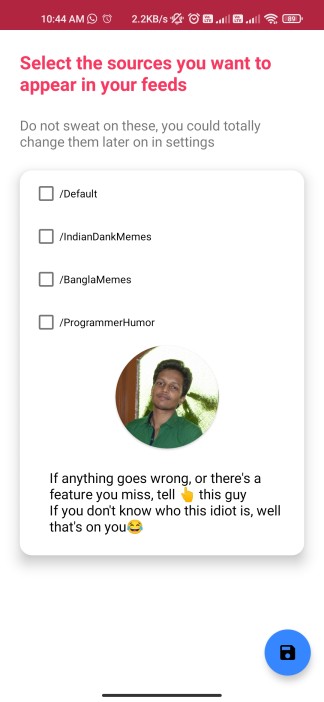 10:44 AM 2.2KB/s 89
Select the sources you want to
appear in your feeds
Do not sweat on these, you could totally
change them later on in settings
/Default
/IndianDankMemes
/BanglaMemes
/ProgrammerHumor
If anything goes wrong, or there's a
feature you miss, tell 👆 this guy
If you don't know who this idiot is, well
that's on you😂